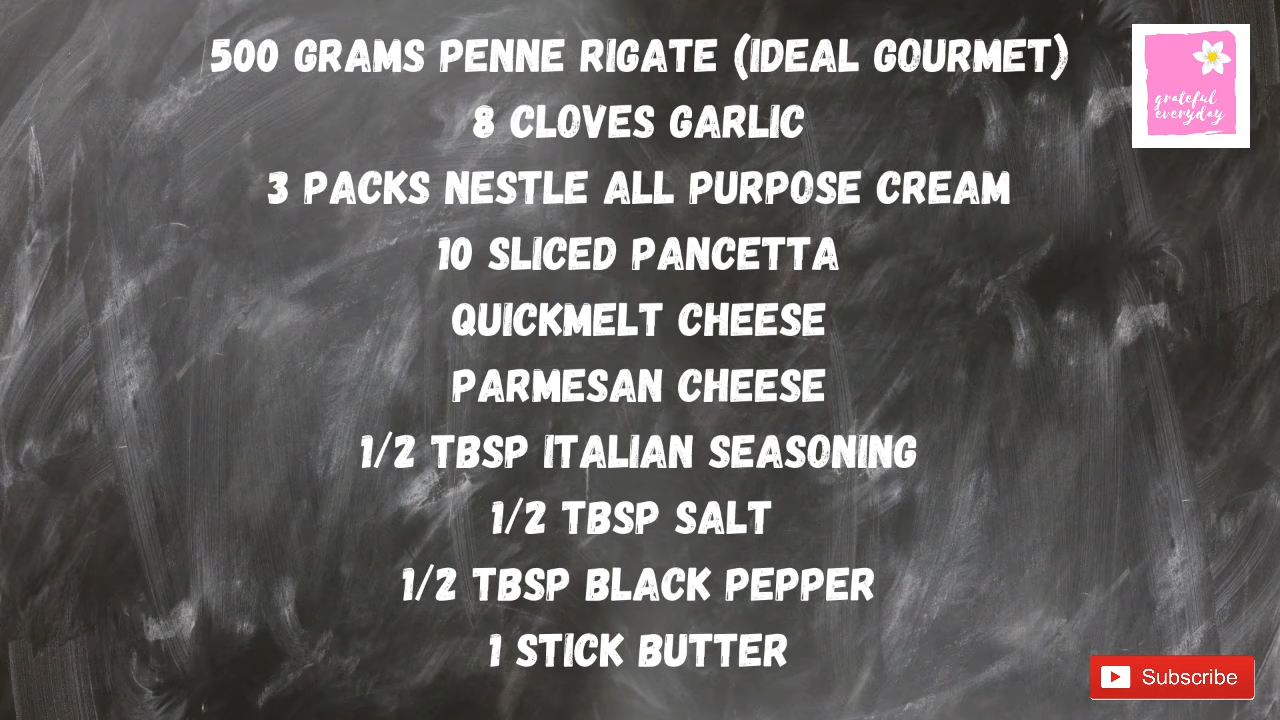 500 GRAMS PENNE RIGATE (IDEAL GOURMET)
8 CLOVES GARLIC
3 PACKS NESTLE ALL PURPOSE CREAM
10 SLICED PANCETTA
QUICKMELT CHEESE
PARMESAN CHEESE
1/2 TBSP ITALIAN SEASONING
1/2 TBSP SALT
1/2 TBSP BLACK PEPPER
1 STICK BUTTER
grateful
everyday
Subscribe